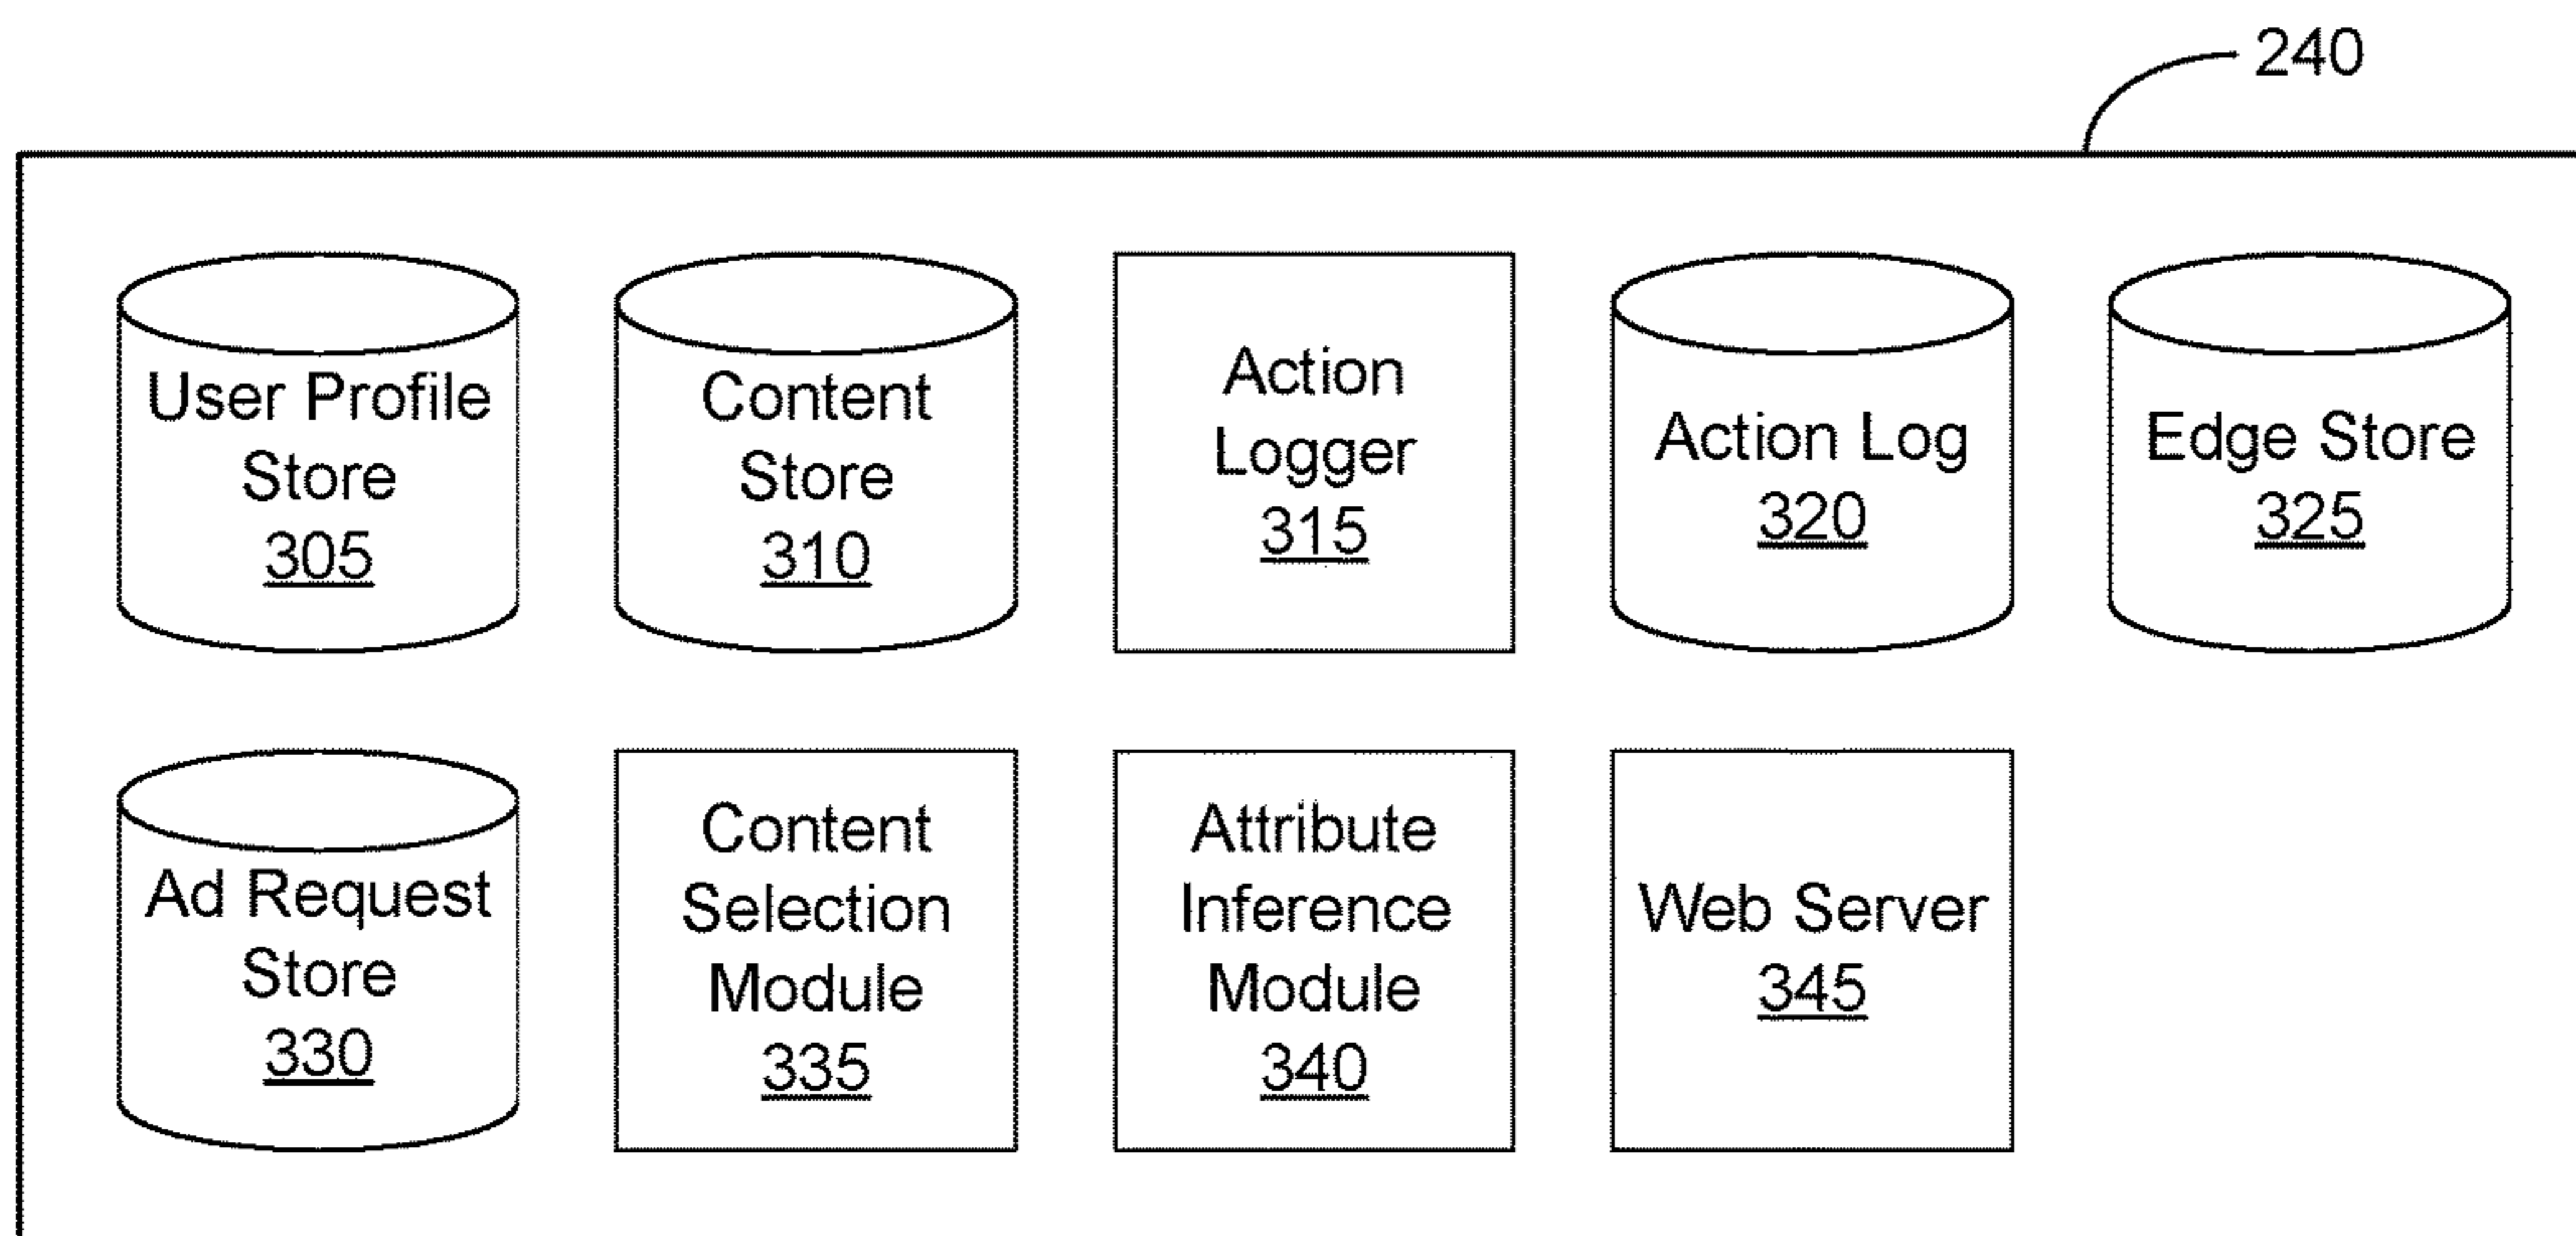 240
User Profile
Store
305
Content
Store
310
Action
Logger
315
Action Log
320
Edge Store
325
Ad Request
Store
330
Content
Selection
Module
335
Attribute
Inference
Module
340
Web Server
345